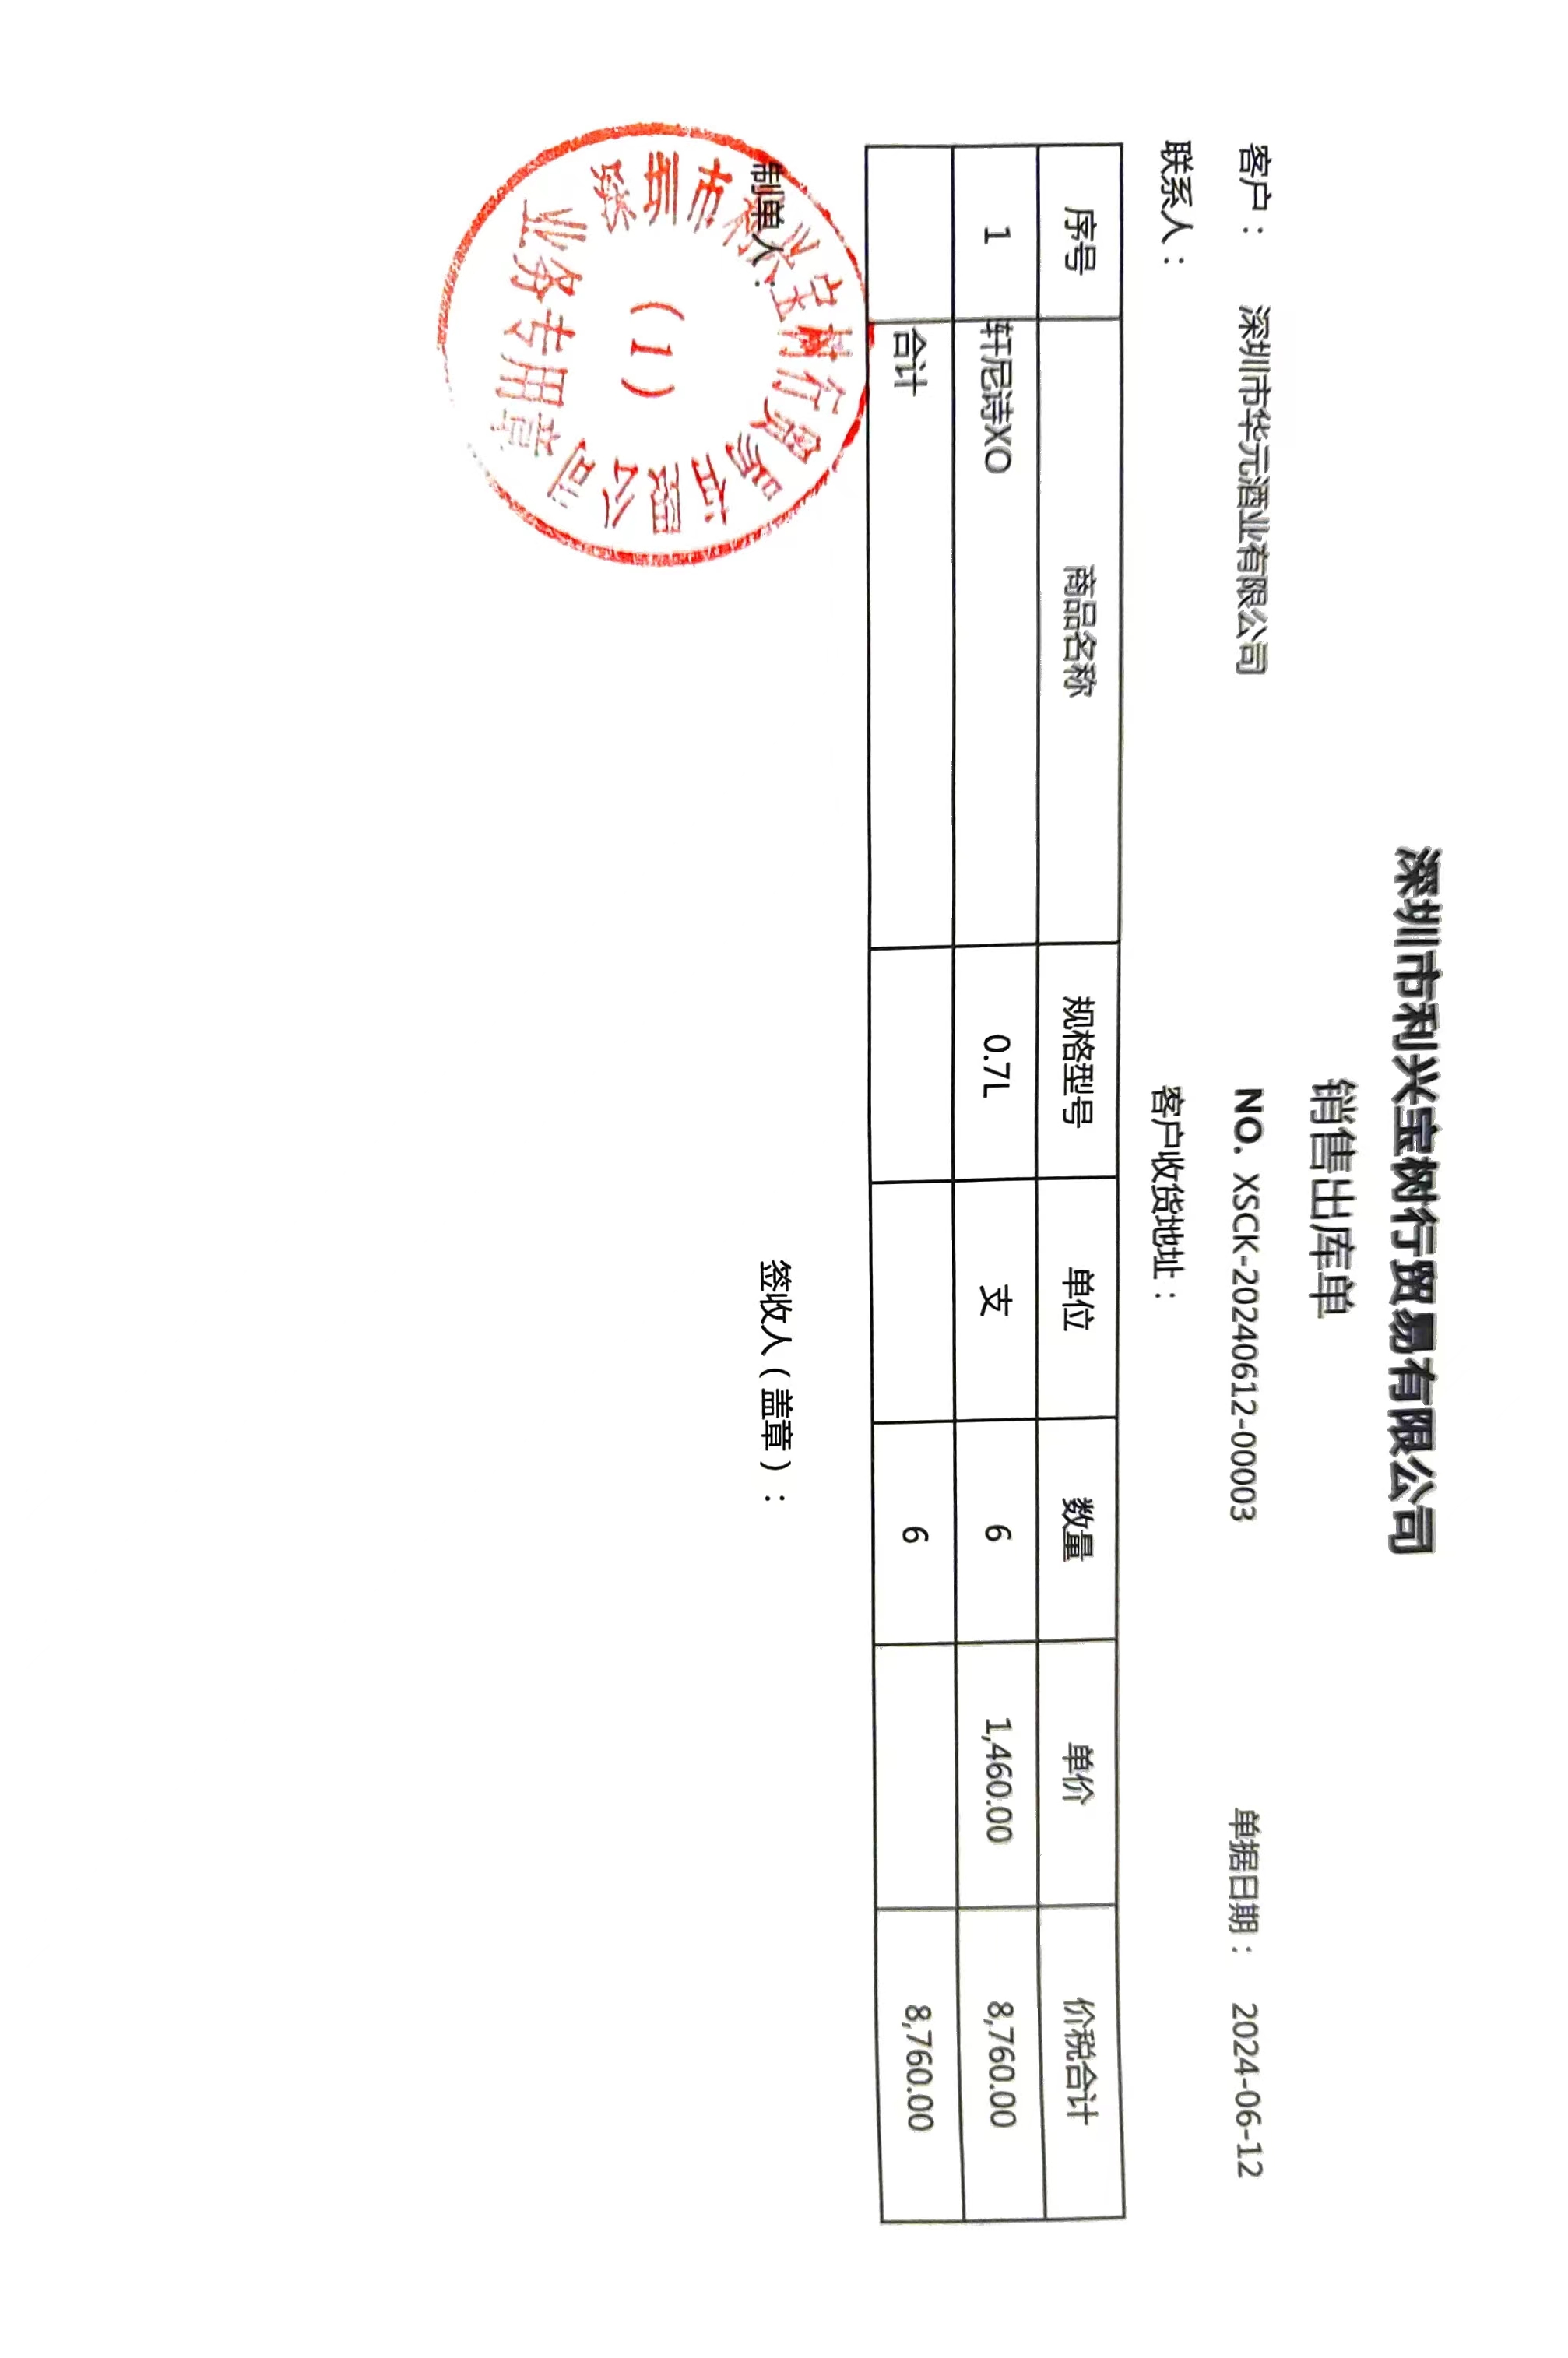 深圳市利兴宝树行贸易有限公司
销售出库单
客户： 深圳市华元酒业有限公司 NO. XSCK-20240612-00003 单据日期： 2024-06-12
联系人： 客户收货地址：
序号 商品名称 规格型号 单位 数量 单价 价税合计
1 轩尼诗XO 0.7L 支 6 1,460.00 8,760.00
合计 6 8,760.00
制单人： 签收人（盖章）：
深圳市利兴宝树行贸易有限公司
（1）
业务专用章